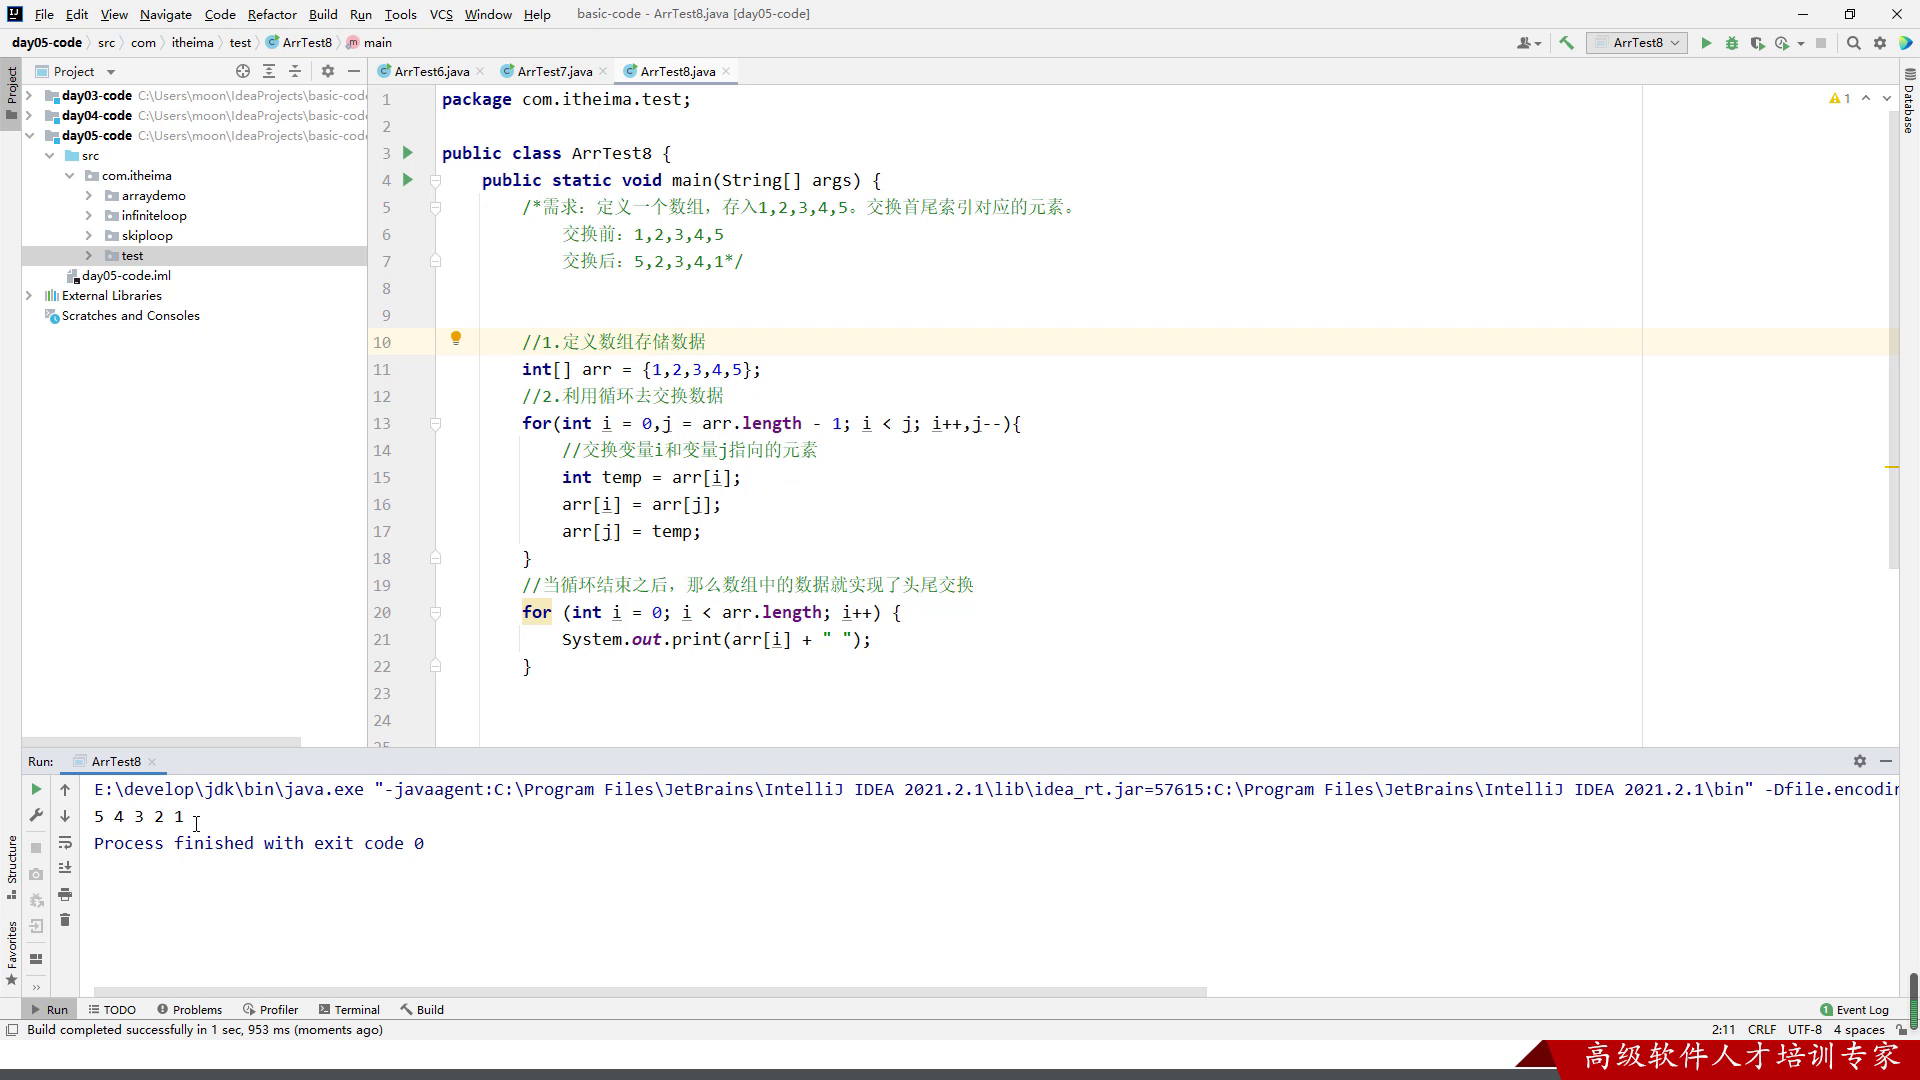 File Edit View Navigate Code Refactor Build Run Tools VCS Window Help basic-code - ArrTest8.java [day05-code]
day05-code src com itheima test ArrTest8 main ArrTest8
Project ArrTest6.java ArrTest7.java ArrTest8.java
day03-code C:\Users\moon\IdeaProjects\basic-code
day04-code C:\Users\moon\IdeaProjects\basic-code
day05-code C:\Users\moon\IdeaProjects\basic-code
src
com.itheima
arraydemo
infiniteloop
skiploop
test
day05-code.iml
External Libraries
Scratches and Consoles
Project
Structure
Favorites
Database
1
1 package com.itheima.test;
2
3 public class ArrTest8 {
4 public static void main(String[] args) {
5 /*需求：定义一个数组，存入1,2,3,4,5。交换首尾索引对应的元素。
6 交换前：1,2,3,4,5
7 交换后：5,2,3,4,1*/
8
9
10 //1.定义数组存储数据
11 int[] arr = {1,2,3,4,5};
12 //2.利用循环去交换数据
13 for(int i = 0,j = arr.length - 1; i < j; i++,j--){
14 //交换变量i和变量j指向的元素
15 int temp = arr[i];
16 arr[i] = arr[j];
17 arr[j] = temp;
18 }
19 //当循环结束之后，那么数组中的数据就实现了头尾交换
20 for (int i = 0; i < arr.length; i++) {
21 System.out.print(arr[i] + " ");
22 }
23
24
25
Run: ArrTest8
E:\develop\jdk\bin\java.exe "-javaagent:C:\Program Files\JetBrains\IntelliJ IDEA 2021.2.1\lib\idea_rt.jar=57615:C:\Program Files\JetBrains\IntelliJ IDEA 2021.2.1\bin" -Dfile.encodin
5 4 3 2 1
Process finished with exit code 0
Run TODO Problems Profiler Terminal Build 1 Event Log
Build completed successfully in 1 sec, 953 ms (moments ago) 2:11 CRLF UTF-8 4 spaces
高级软件人才培训专家